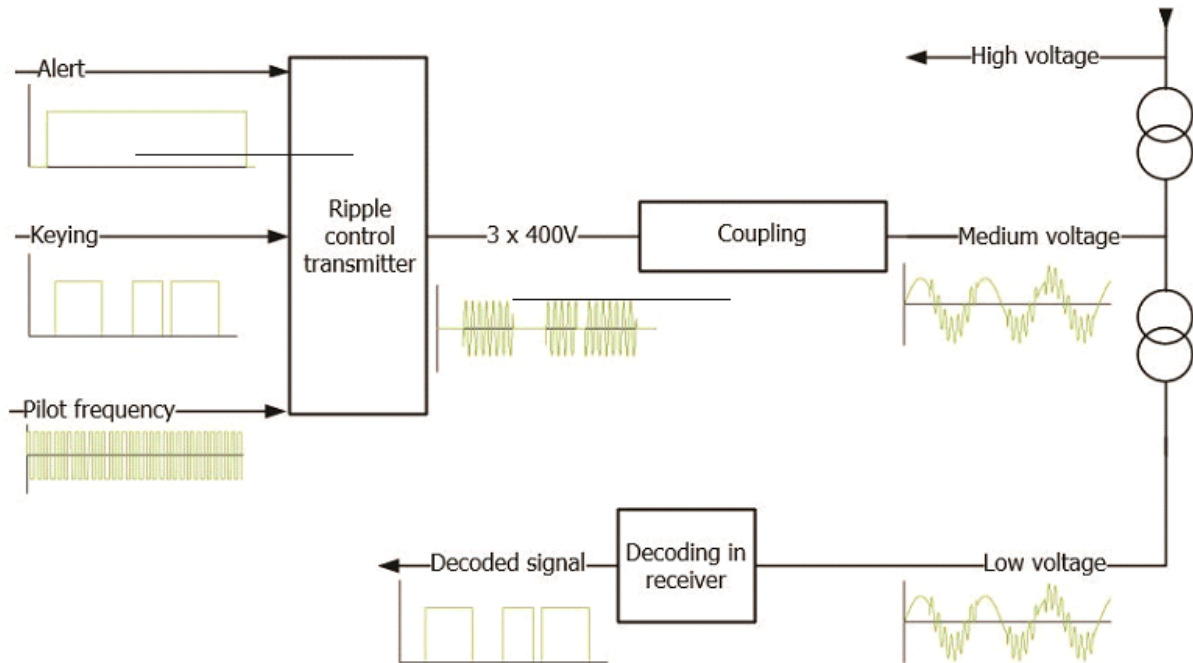 Alert
High voltage
Ripple
control
transmitter
Keying
3 x 400V
Coupling
Medium voltage
Pilot frequency
Decoded signal
Decoding in
receiver
Low voltage